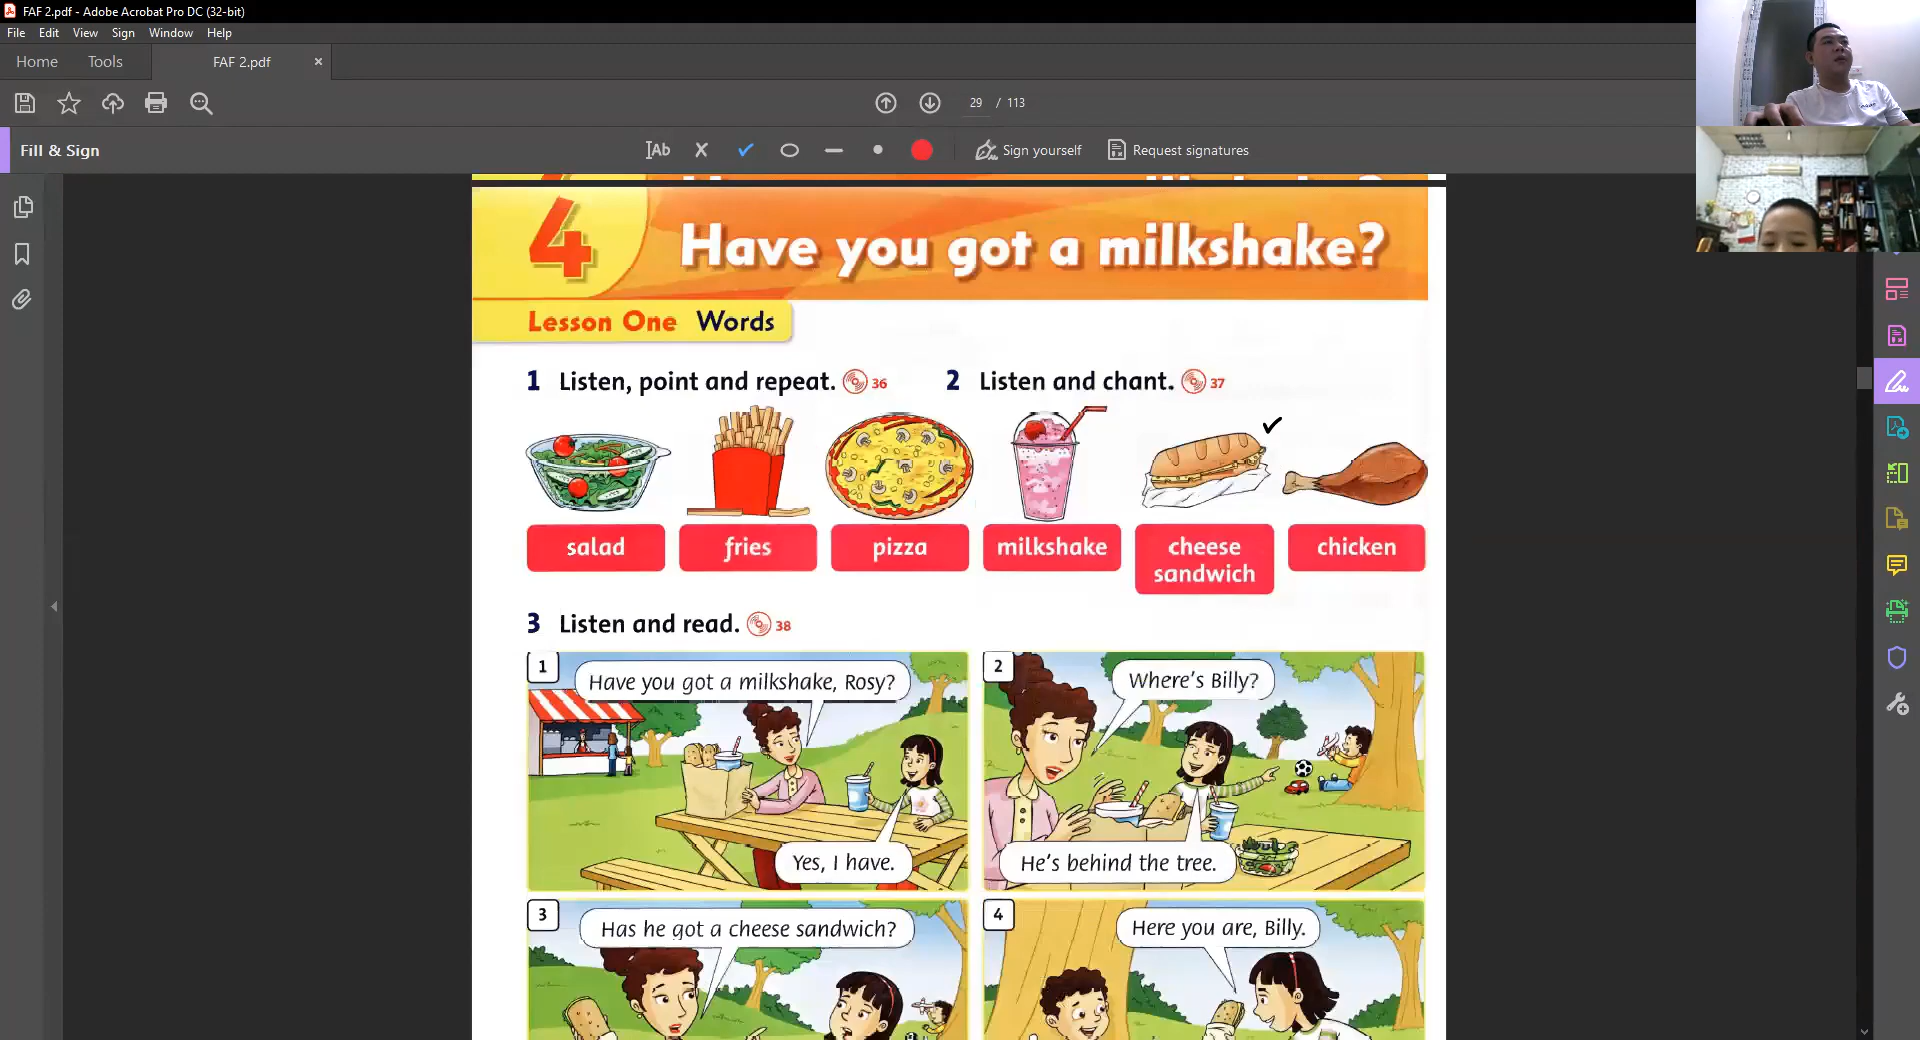 FAF 2.pdf - Adobe Acrobat Pro DC (32-bit)
File Edit View Sign Window Help
Home Tools FAF 2.pdf ×
29 / 113
Fill & Sign
Ab Sign yourself Request signatures
4 Have you got a milkshake?
Lesson One Words
1 Listen, point and repeat. 36 2 Listen and chant. 37
salad fries pizza milkshake cheese sandwich chicken
3 Listen and read. 38
1
Have you got a milkshake, Rosy?
Yes, I have.
2
Where's Billy?
He's behind the tree.
3
Has he got a cheese sandwich?
4
Here you are, Billy.